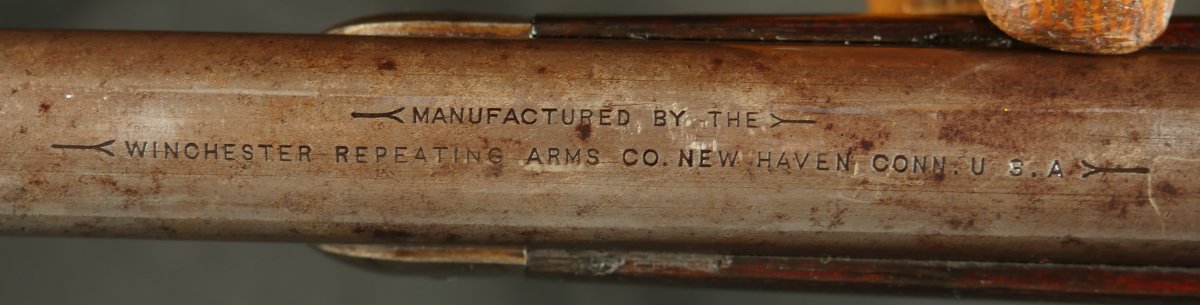 MANUFACTURED BY THE
WINCHESTER REPEATING ARMS CO. NEW HAVEN CONN. U S. A